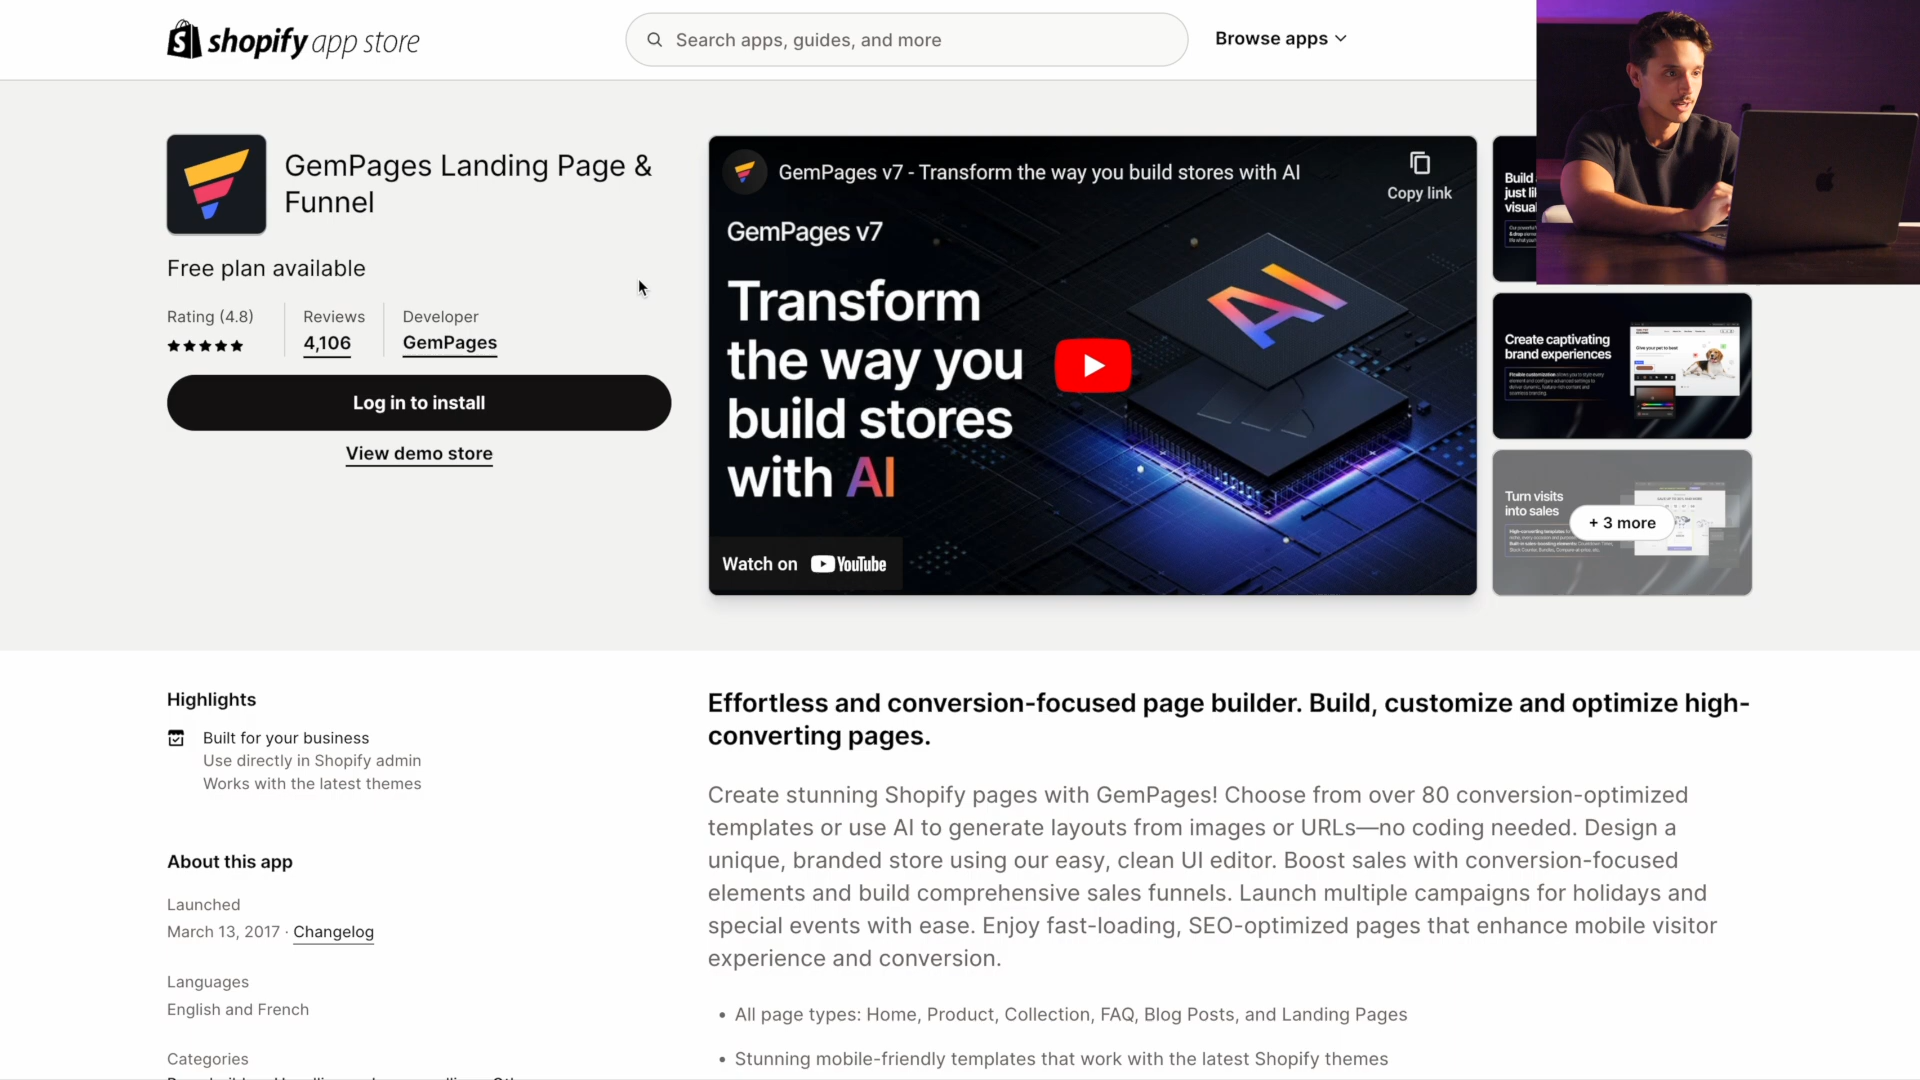 shopify app store
Search apps, guides, and more
Browse apps
GemPages Landing Page &
Funnel
Free plan available
Rating (4.8)
Reviews
4,106
Developer
GemPages
Log in to install
View demo store
GemPages v7 - Transform the way you build stores with AI
Copy link
GemPages v7
Transform
the way you
build stores
with AI
AI
Watch on YouTube
Build
just li
visual
Create captivating
brand experiences
Turn visits
into sales
+ 3 more
Highlights
Built for your business
Use directly in Shopify admin
Works with the latest themes
About this app
Launched
March 13, 2017 · Changelog
Languages
English and French
Categories
Effortless and conversion-focused page builder. Build, customize and optimize high-
converting pages.
Create stunning Shopify pages with GemPages! Choose from over 80 conversion-optimized
templates or use AI to generate layouts from images or URLs—no coding needed. Design a
unique, branded store using our easy, clean UI editor. Boost sales with conversion-focused
elements and build comprehensive sales funnels. Launch multiple campaigns for holidays and
special events with ease. Enjoy fast-loading, SEO-optimized pages that enhance mobile visitor
experience and conversion.
• All page types: Home, Product, Collection, FAQ, Blog Posts, and Landing Pages
• Stunning mobile-friendly templates that work with the latest Shopify themes